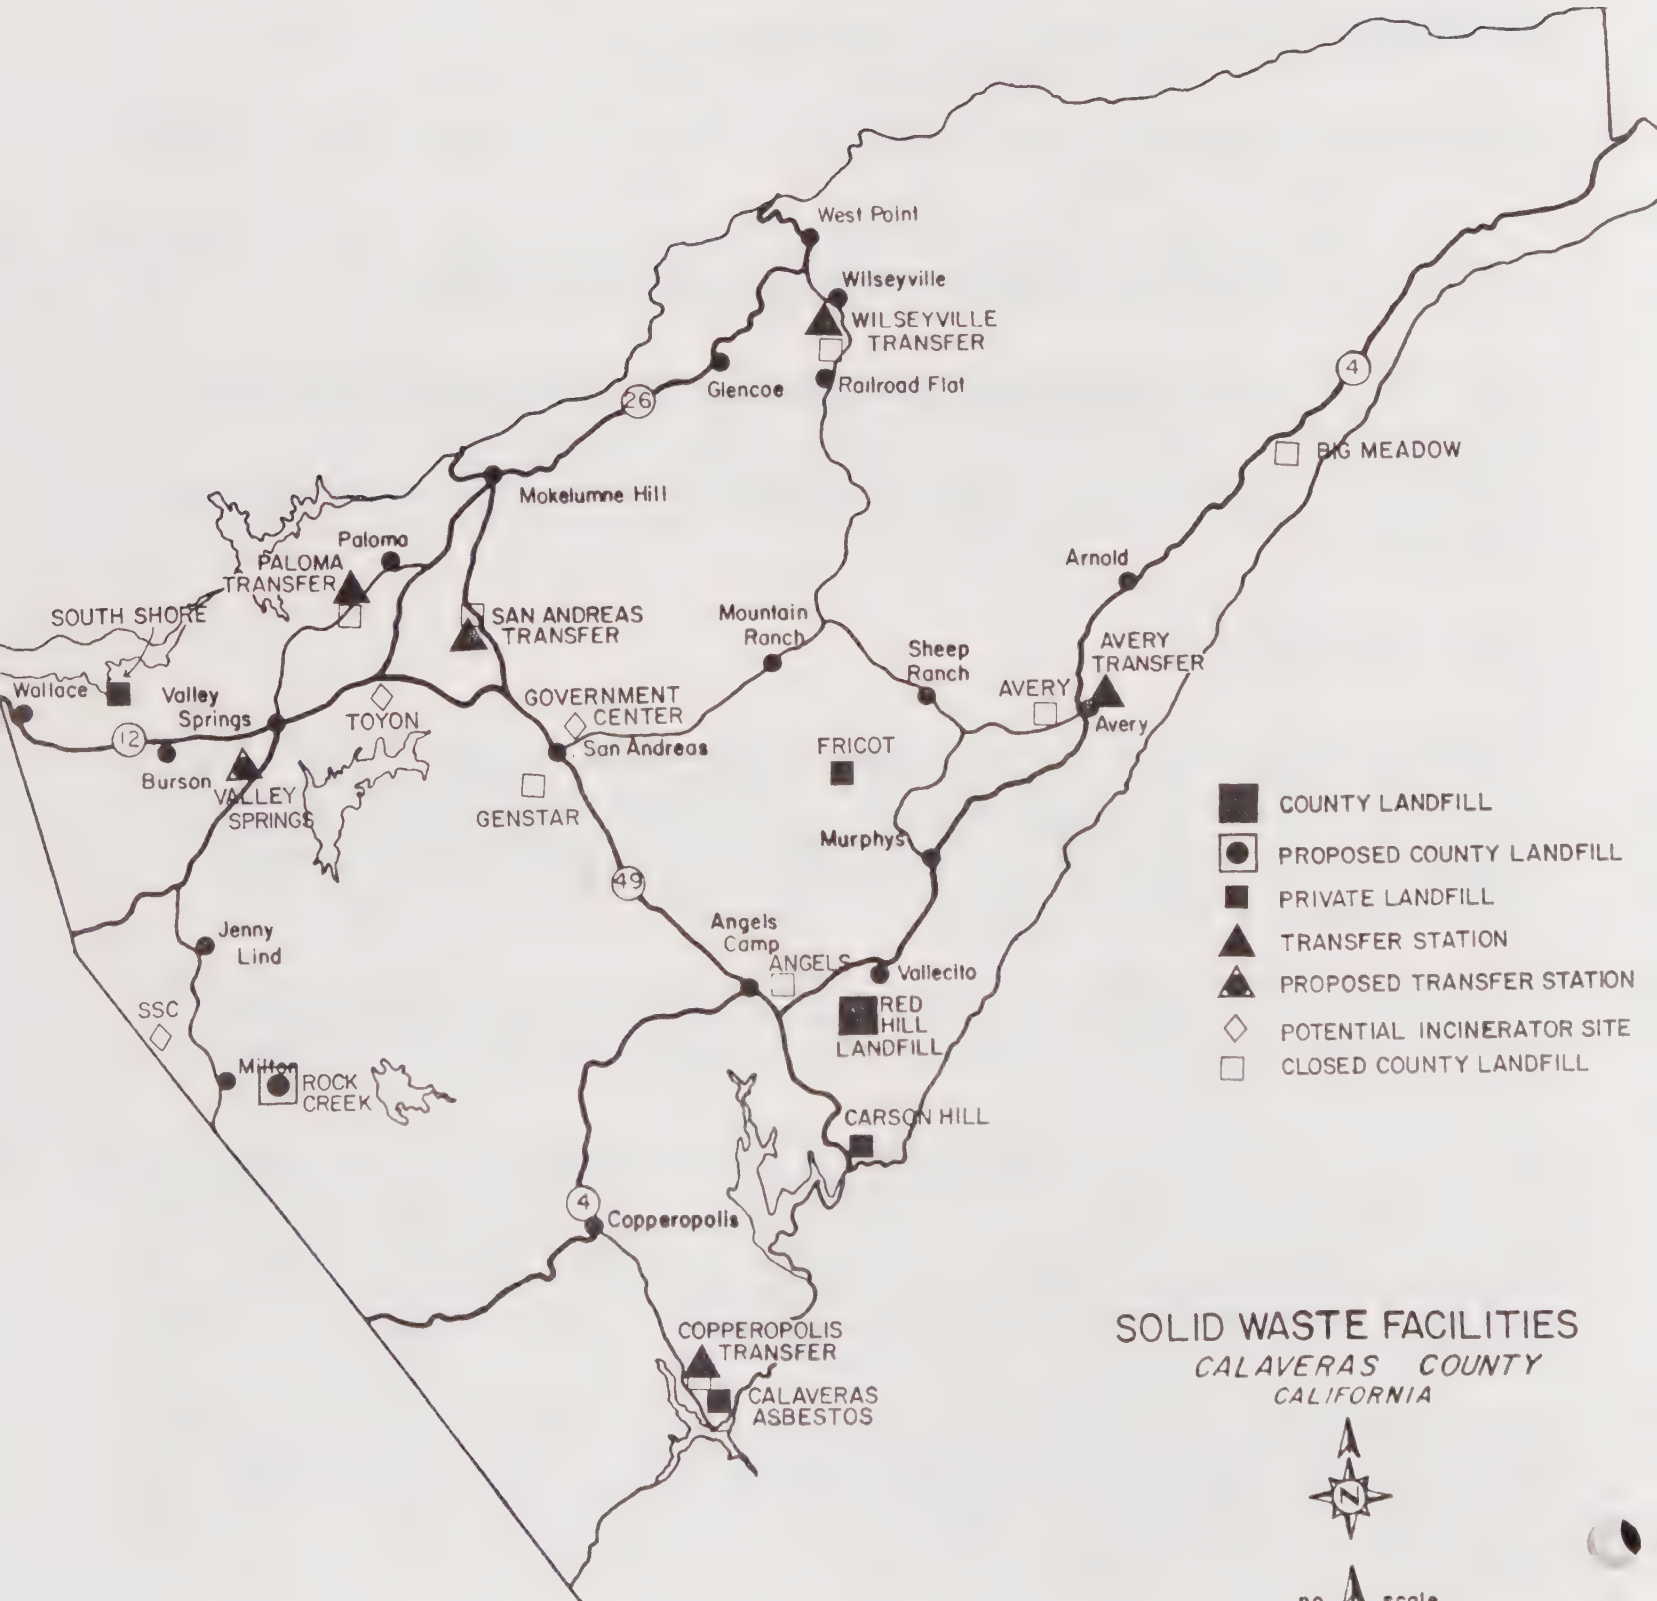 West Point
Wilseyville
WILSEYVILLE
TRANSFER
Railroad Flat
Glencoe
26
4
BIG MEADOW
Mokelumne Hill
Paloma
PALOMA
TRANSFER
SOUTH SHORE
SAN ANDREAS
TRANSFER
Mountain
Ranch
Arnold
Sheep
Ranch
AVERY
TRANSFER
AVERY
Avery
Wallace
Valley
Springs
TOYON
GOVERNMENT
CENTER
San Andreas
12
Burson
VALLEY
SPRINGS
GENSTAR
FRICOT
Murphys
49
Jenny
Lind
Angels
Camp
ANGELS
Vallecito
RED
HILL
LANDFILL
SSC
Milton
ROCK
CREEK
CARSON HILL
4
Copperopolis
COPPEROPOLIS
TRANSFER
CALAVERAS
ASBESTOS
COUNTY LANDFILL
PROPOSED COUNTY LANDFILL
PRIVATE LANDFILL
TRANSFER STATION
PROPOSED TRANSFER STATION
POTENTIAL INCINERATOR SITE
CLOSED COUNTY LANDFILL
SOLID WASTE FACILITIES
CALAVERAS COUNTY
CALIFORNIA
N
no scale